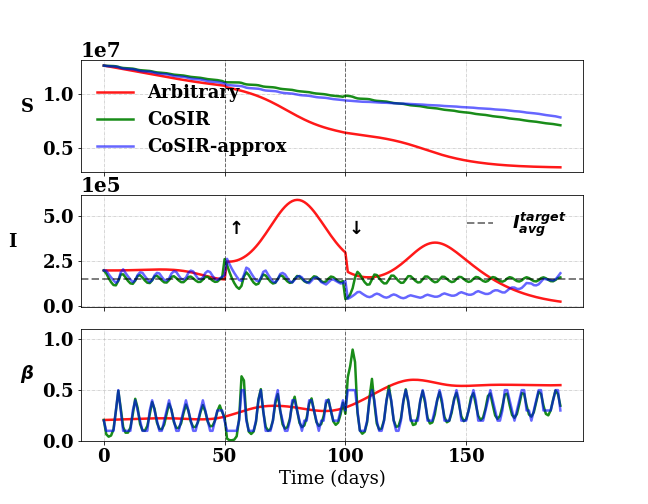 1e7
S
1.0
0.5
Arbitrary
CoSIR
CoSIR-approx
1e5
I
5.0
2.5
0.0
↑
↓
I_avg^target
β
1.0
0.5
0.0
0 50 100 150
Time (days)